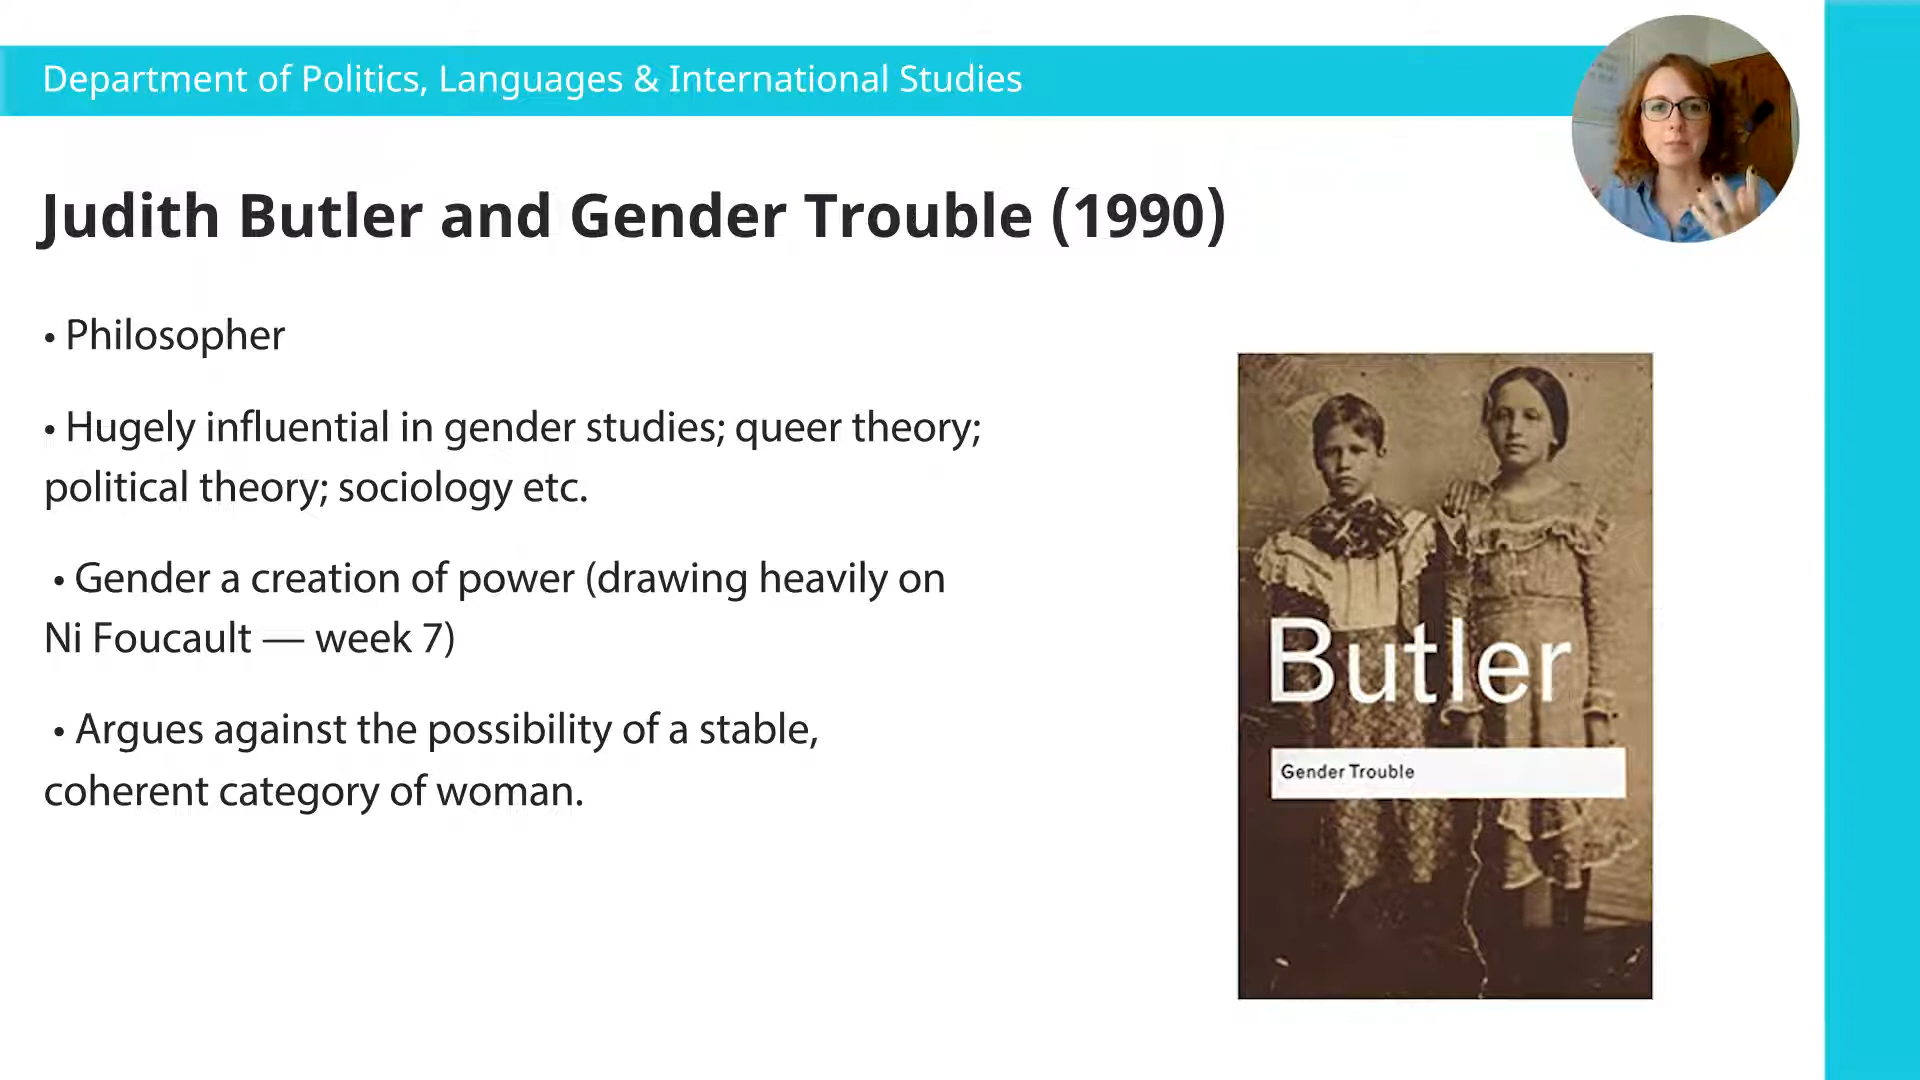 Department of Politics, Languages & International Studies
Judith Butler and Gender Trouble (1990)
• Philosopher
• Hugely influential in gender studies; queer theory;
political theory; sociology etc.
• Gender a creation of power (drawing heavily on
Ni Foucault — week 7)
• Argues against the possibility of a stable,
coherent category of woman.
Butler
Gender Trouble